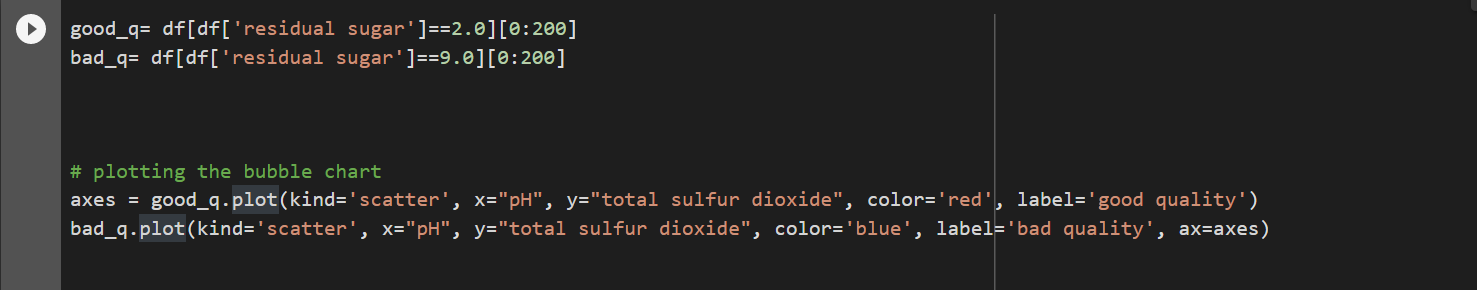 good_q= df[df['residual sugar']==2.0][0:200]
bad_q= df[df['residual sugar']==9.0][0:200]
# plotting the bubble chart
axes = good_q.plot(kind='scatter', x="pH", y="total sulfur dioxide", color='red', label='good quality')
bad_q.plot(kind='scatter', x="pH", y="total sulfur dioxide", color='blue', label='bad quality', ax=axes)